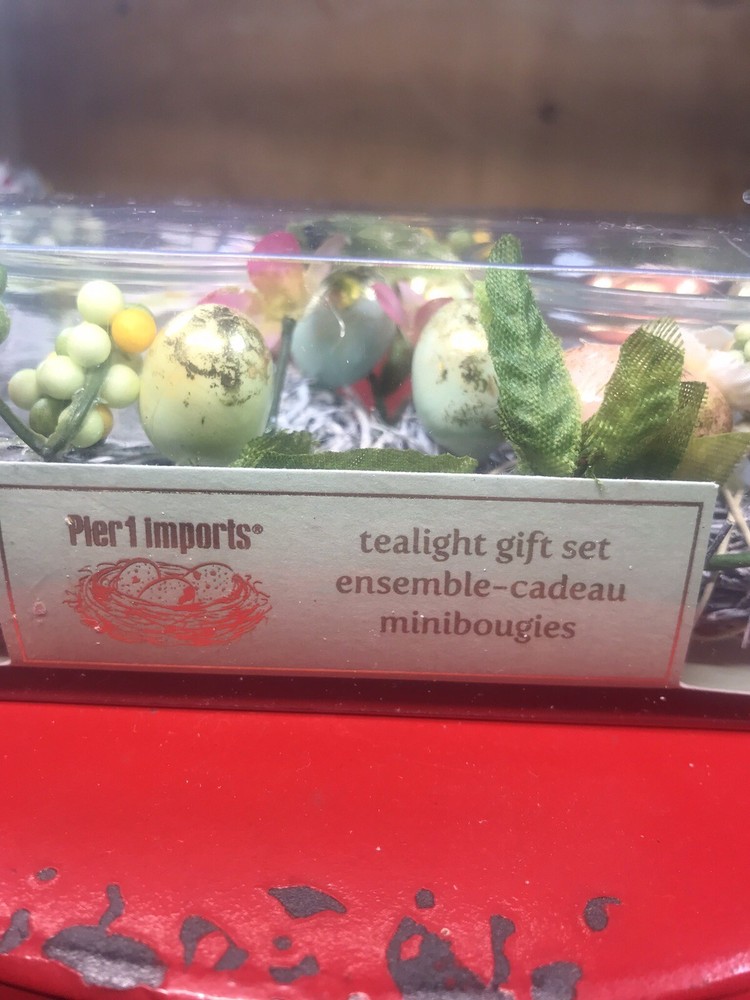 Pier 1 imports®
tealight gift set
ensemble-cadeau
minibougies